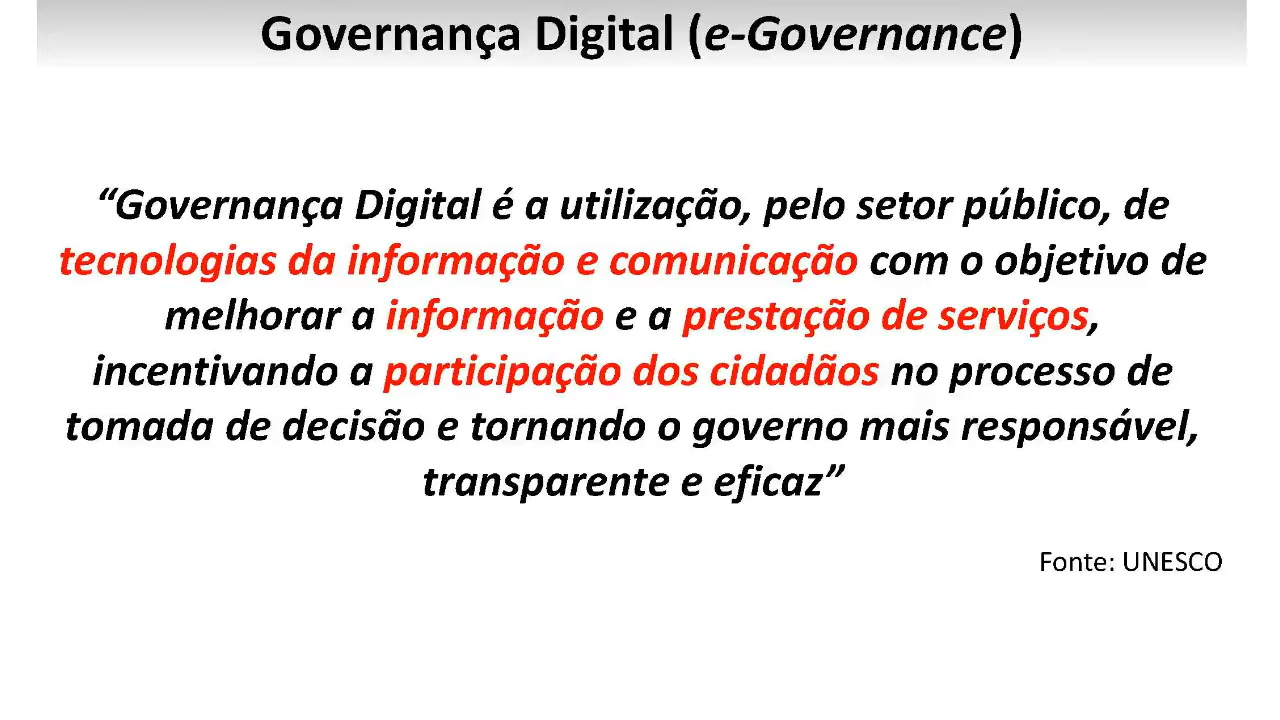 Governança Digital (e-Governance)
“Governança Digital é a utilização, pelo setor público, de
tecnologias da informação e comunicação com o objetivo de
melhorar a informação e a prestação de serviços,
incentivando a participação dos cidadãos no processo de
tomada de decisão e tornando o governo mais responsável,
transparente e eficaz”
Fonte: UNESCO